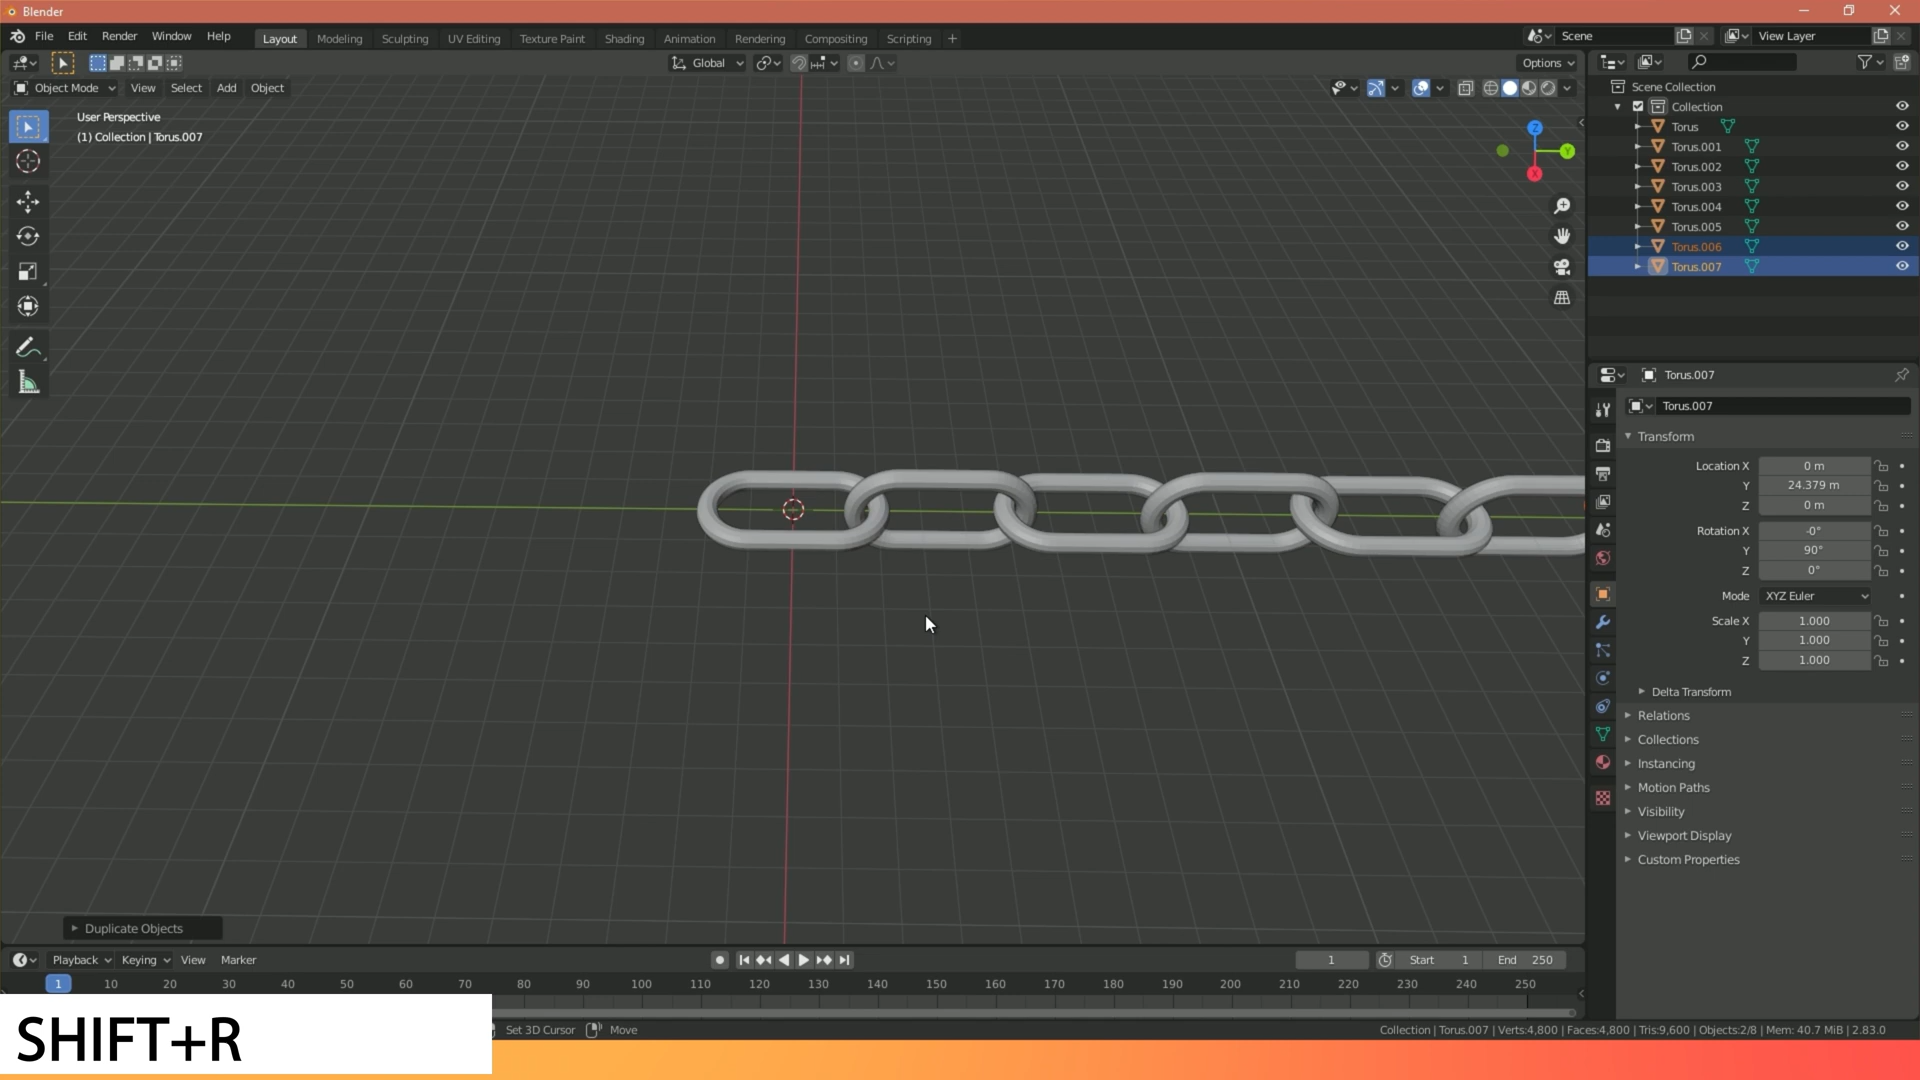 Blender
File Edit Render Window Help Layout Modeling Sculpting UV Editing Texture Paint Shading Animation Rendering Compositing Scripting + Scene View Layer
Global Options
Object Mode View Select Add Object
User Perspective
(1) Collection | Torus.007
Z
Y
X
Scene Collection
Collection
Torus
Torus.001
Torus.002
Torus.003
Torus.004
Torus.005
Torus.006
Torus.007
Torus.007
Torus.007
Transform
Location X 0 m
Y 24.379 m
Z 0 m
Rotation X -0°
Y 90°
Z 0°
Mode XYZ Euler
Scale X 1.000
Y 1.000
Z 1.000
Delta Transform
Relations
Collections
Instancing
Motion Paths
Visibility
Viewport Display
Custom Properties
Duplicate Objects
Playback Keying View Marker 1 Start 1 End 250
1 10 20 30 40 50 60 70 80 90 100 110 120 130 140 150 160 170 180 190 200 210 220 230 240 250
SHIFT+R
Set 3D Cursor Move Collection | Torus.007 | Verts:4,800 | Faces:4,800 | Tris:9,600 | Objects:2/8 | Mem: 40.7 MiB | 2.83.0